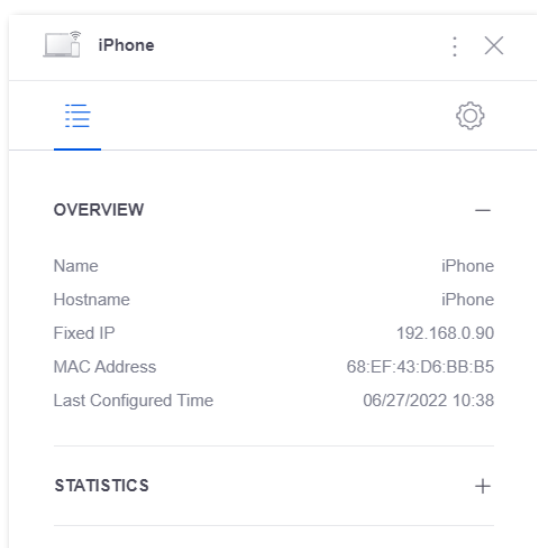 iPhone
OVERVIEW
Name iPhone
Hostname iPhone
Fixed IP 192.168.0.90
MAC Address 68:EF:43:D6:BB:B5
Last Configured Time 06/27/2022 10:38
STATISTICS